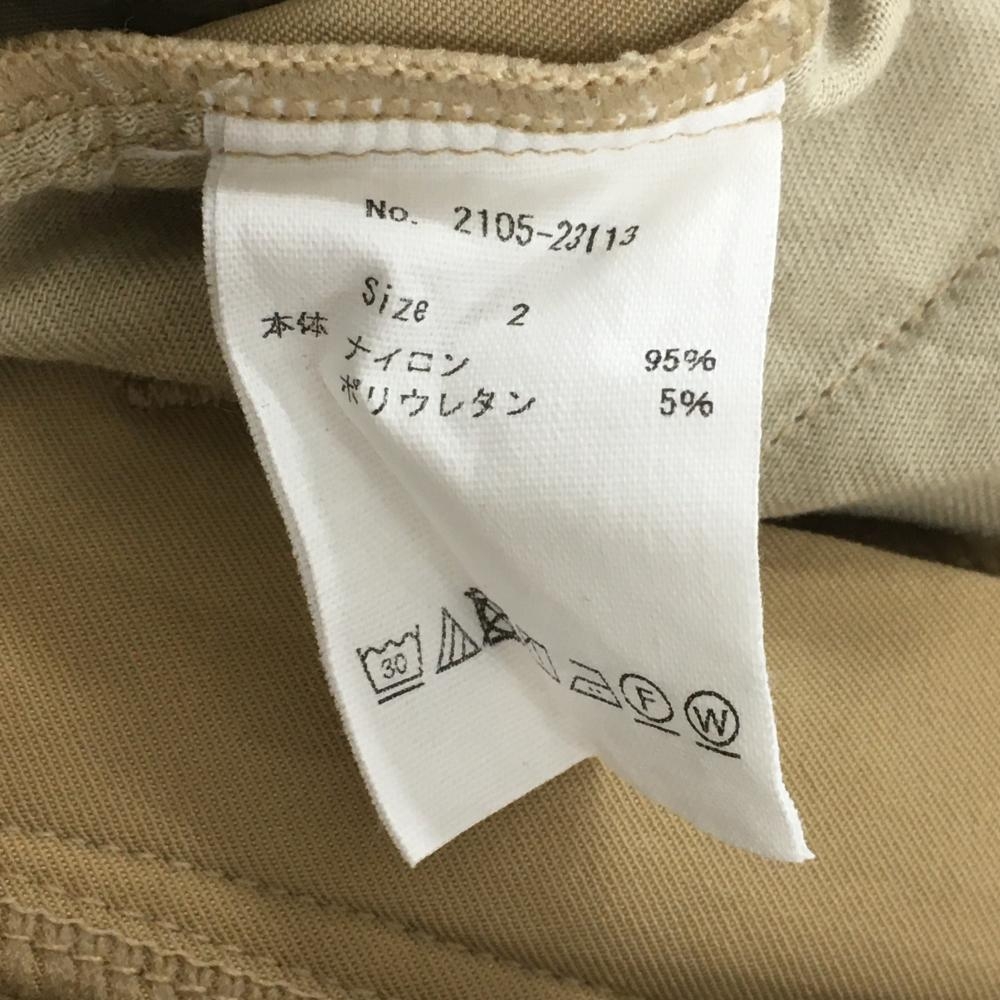 No. 2105-23113
Size 2
本体 ナイロン 95%
ポリウレタン 5%
30
F
W